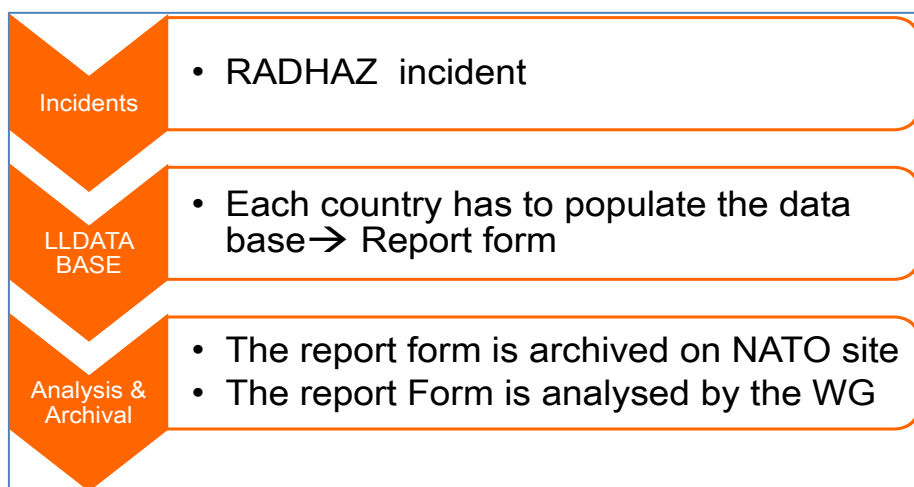 Incidents
• RADHAZ  incident
LLDATA
BASE
• Each country has to populate the data
base→ Report form
Analysis &
Archival
• The report form is archived on NATO site
• The report Form is analysed by the WG